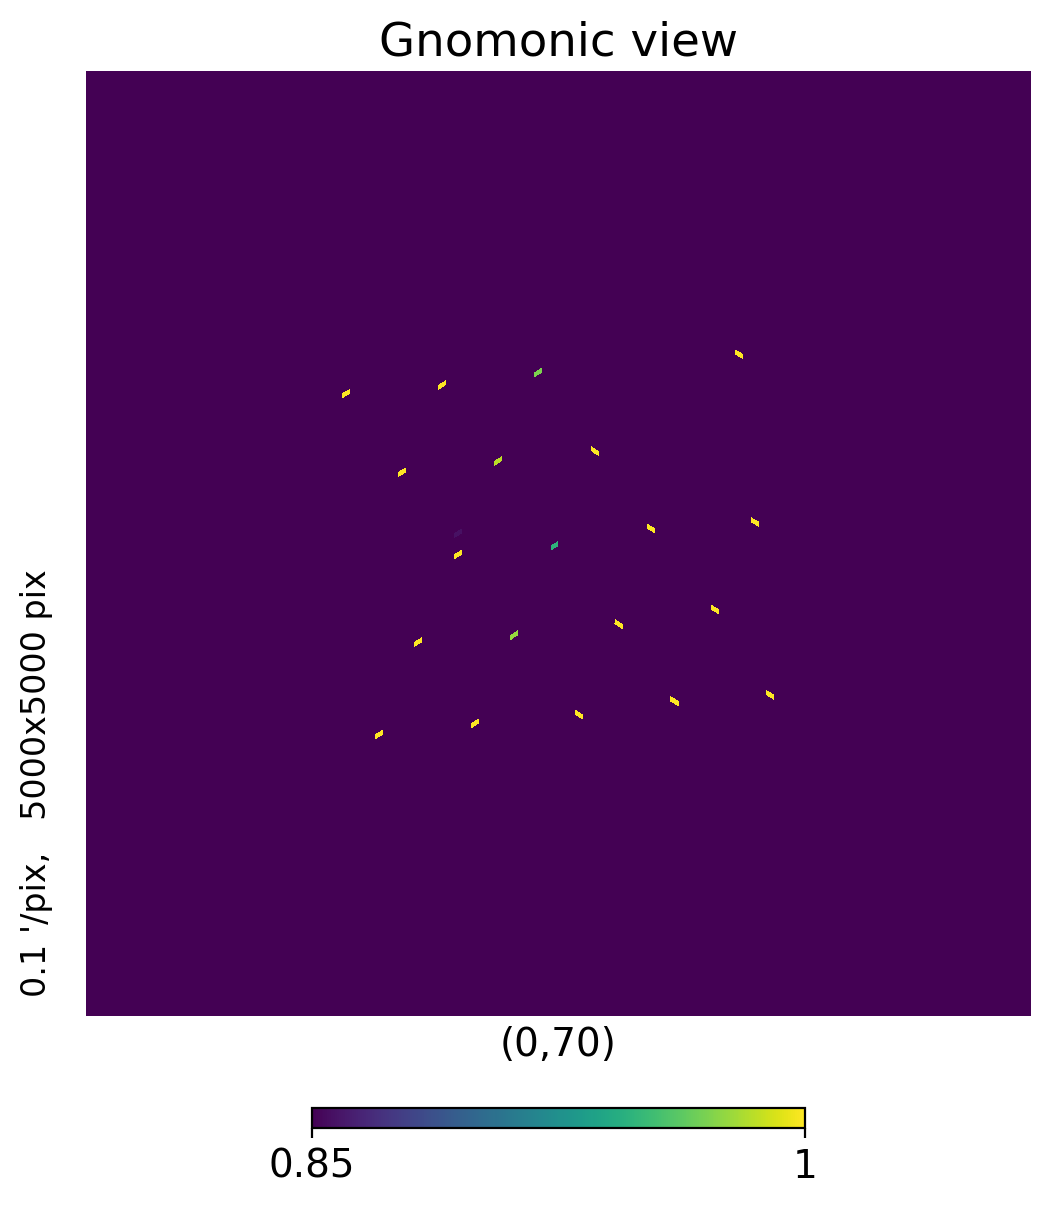 Gnomonic view
0.1 '/pix,   5000x5000 pix
(0,70)
0.85
1